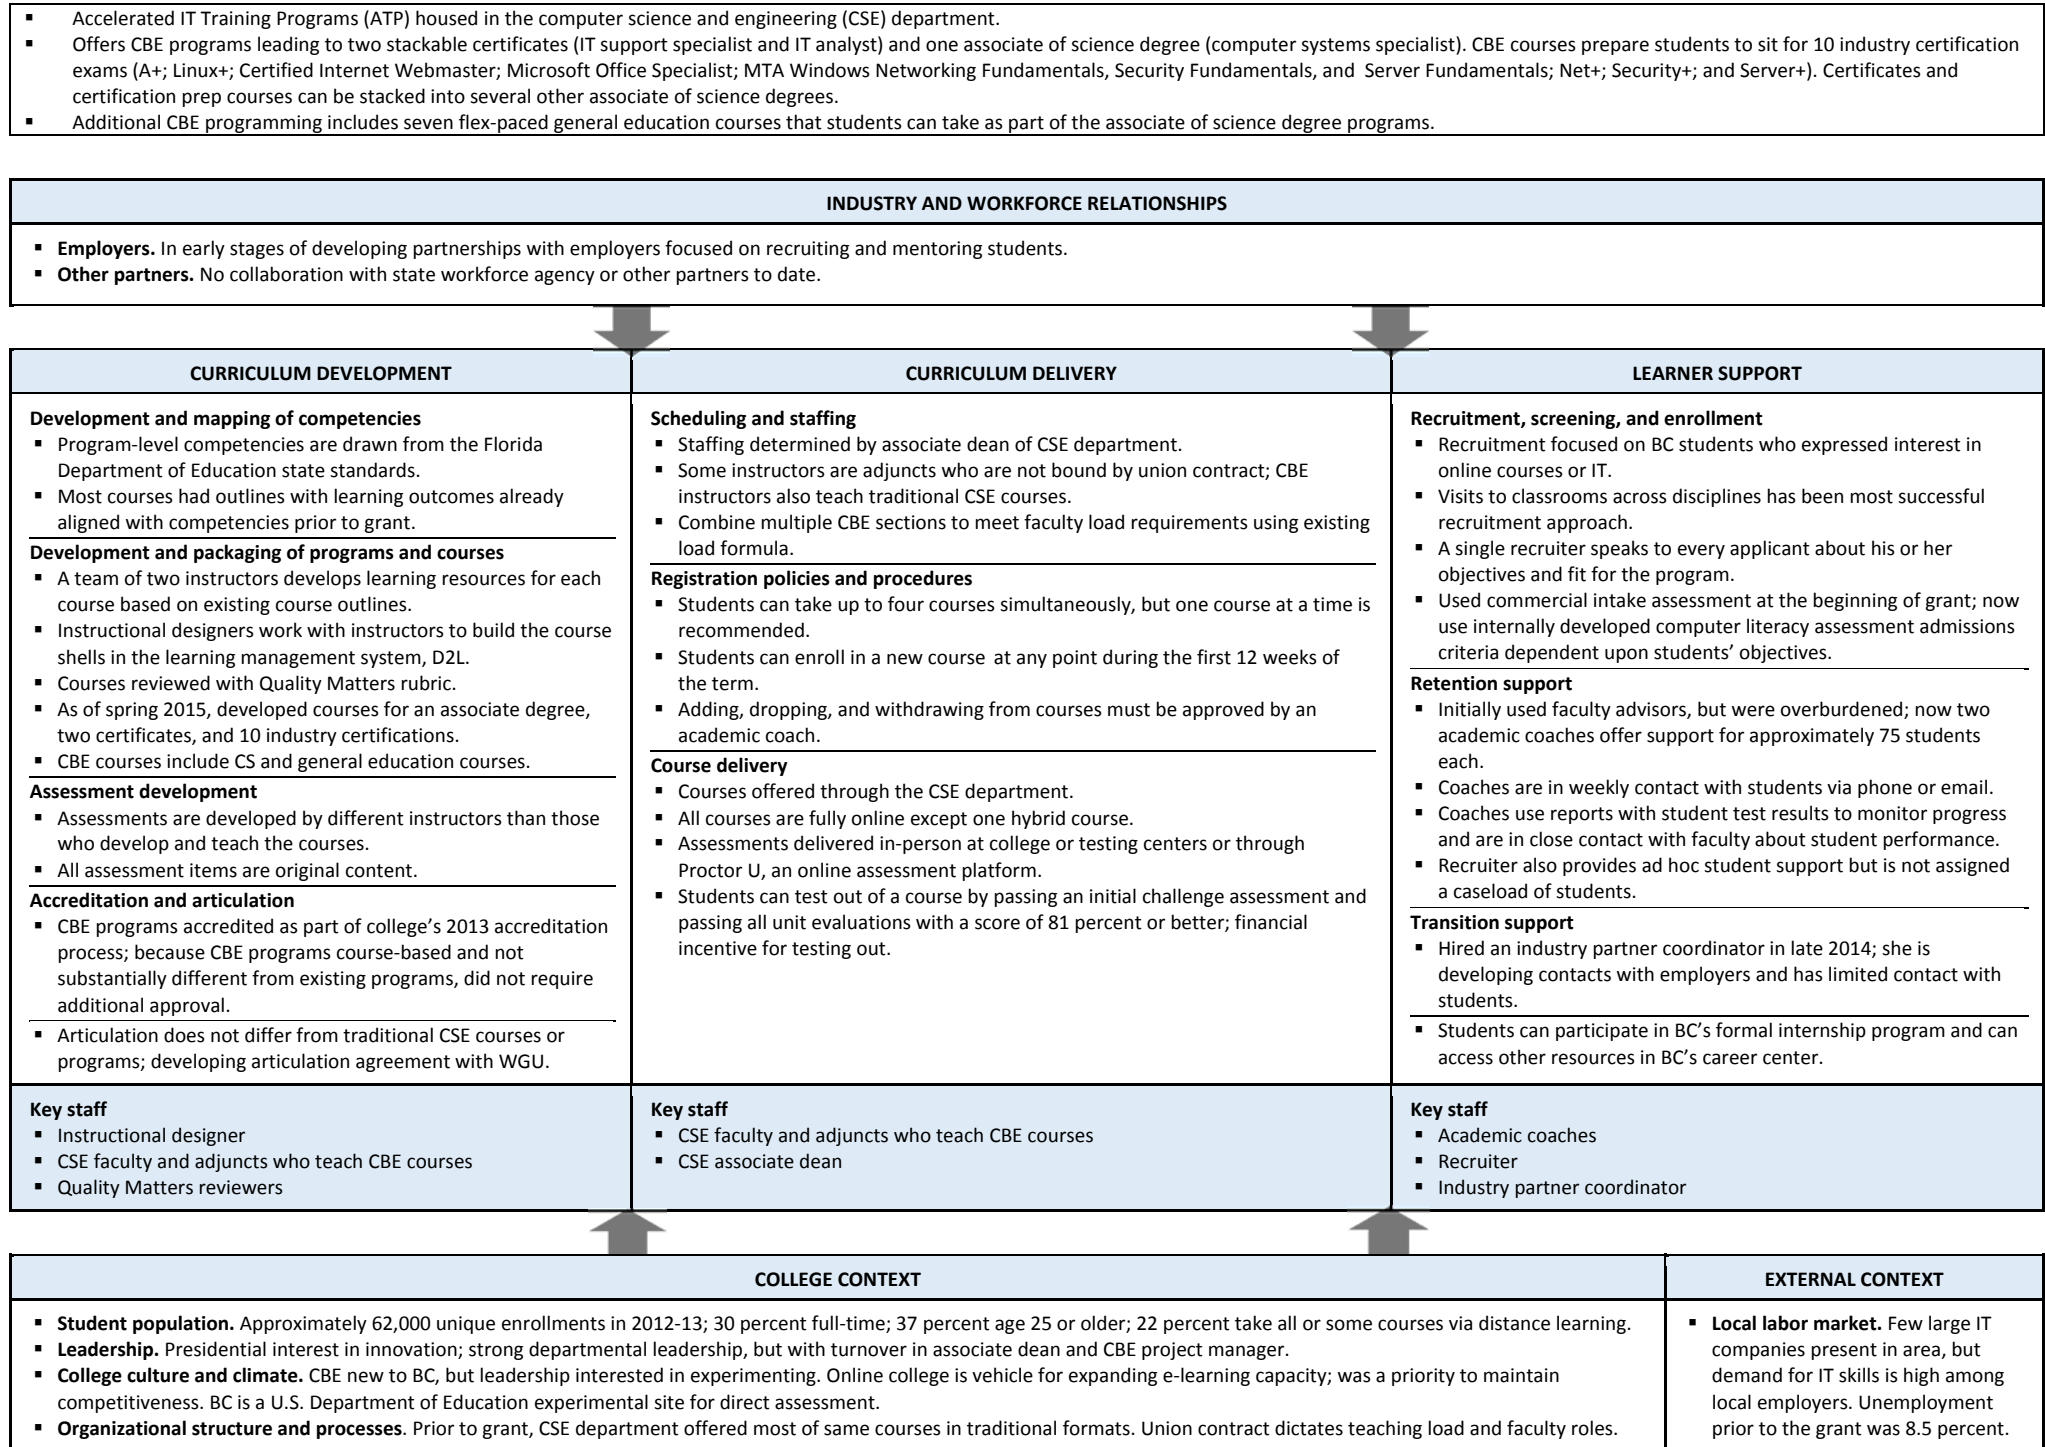 ▪ Accelerated IT Training Programs (ATP) housed in the computer science and engineering (CSE) department.
▪ Offers CBE programs leading to two stackable certificates (IT support specialist and IT analyst) and one associate of science degree (computer systems specialist). CBE courses prepare students to sit for 10 industry certification
exams (A+; Linux+; Certified Internet Webmaster; Microsoft Office Specialist; MTA Windows Networking Fundamentals, Security Fundamentals, and Server Fundamentals; Net+; Security+; and Server+). Certificates and
certification prep courses can be stacked into several other associate of science degrees.
▪ Additional CBE programming includes seven flex-paced general education courses that students can take as part of the associate of science degree programs.
INDUSTRY AND WORKFORCE RELATIONSHIPS
▪ Employers. In early stages of developing partnerships with employers focused on recruiting and mentoring students.
▪ Other partners. No collaboration with state workforce agency or other partners to date.
CURRICULUM DEVELOPMENT
Development and mapping of competencies
▪ Program-level competencies are drawn from the Florida
Department of Education state standards.
▪ Most courses had outlines with learning outcomes already
aligned with competencies prior to grant.
Development and packaging of programs and courses
▪ A team of two instructors develops learning resources for each
course based on existing course outlines.
▪ Instructional designers work with instructors to build the course
shells in the learning management system, D2L.
▪ Courses reviewed with Quality Matters rubric.
▪ As of spring 2015, developed courses for an associate degree,
two certificates, and 10 industry certifications.
▪ CBE courses include CS and general education courses.
Assessment development
▪ Assessments are developed by different instructors than those
who develop and teach the courses.
▪ All assessment items are original content.
Accreditation and articulation
▪ CBE programs accredited as part of college's 2013 accreditation
process; because CBE programs course-based and not
substantially different from existing programs, did not require
additional approval.
▪ Articulation does not differ from traditional CSE courses or
programs; developing articulation agreement with WGU.
Key staff
▪ Instructional designer
▪ CSE faculty and adjuncts who teach CBE courses
▪ Quality Matters reviewers
CURRICULUM DELIVERY
Scheduling and staffing
▪ Staffing determined by associate dean of CSE department.
▪ Some instructors are adjuncts who are not bound by union contract; CBE
instructors also teach traditional CSE courses.
▪ Combine multiple CBE sections to meet faculty load requirements using existing
load formula.
Registration policies and procedures
▪ Students can take up to four courses simultaneously, but one course at a time is
recommended.
▪ Students can enroll in a new course at any point during the first 12 weeks of
the term.
▪ Adding, dropping, and withdrawing from courses must be approved by an
academic coach.
Course delivery
▪ Courses offered through the CSE department.
▪ All courses are fully online except one hybrid course.
▪ Assessments delivered in-person at college or testing centers or through
Proctor U, an online assessment platform.
▪ Students can test out of a course by passing an initial challenge assessment and
passing all unit evaluations with a score of 81 percent or better; financial
incentive for testing out.
Key staff
▪ CSE faculty and adjuncts who teach CBE courses
▪ CSE associate dean
LEARNER SUPPORT
Recruitment, screening, and enrollment
▪ Recruitment focused on BC students who expressed interest in
online courses or IT.
▪ Visits to classrooms across disciplines has been most successful
recruitment approach.
▪ A single recruiter speaks to every applicant about his or her
objectives and fit for the program.
▪ Used commercial intake assessment at the beginning of grant; now
use internally developed computer literacy assessment admissions
criteria dependent upon students' objectives.
Retention support
▪ Initially used faculty advisors, but were overburdened; now two
academic coaches offer support for approximately 75 students
each.
▪ Coaches are in weekly contact with students via phone or email.
▪ Coaches use reports with student test results to monitor progress
and are in close contact with faculty about student performance.
▪ Recruiter also provides ad hoc student support but is not assigned
a caseload of students.
Transition support
▪ Hired an industry partner coordinator in late 2014; she is
developing contacts with employers and has limited contact with
students.
▪ Students can participate in BC's formal internship program and can
access other resources in BC's career center.
Key staff
▪ Academic coaches
▪ Recruiter
▪ Industry partner coordinator
COLLEGE CONTEXT
▪ Student population. Approximately 62,000 unique enrollments in 2012-13; 30 percent full-time; 37 percent age 25 or older; 22 percent take all or some courses via distance learning.
▪ Leadership. Presidential interest in innovation; strong departmental leadership, but with turnover in associate dean and CBE project manager.
▪ College culture and climate. CBE new to BC, but leadership interested in experimenting. Online college is vehicle for expanding e-learning capacity; was a priority to maintain
competitiveness. BC is a U.S. Department of Education experimental site for direct assessment.
▪ Organizational structure and processes. Prior to grant, CSE department offered most of same courses in traditional formats. Union contract dictates teaching load and faculty roles.
EXTERNAL CONTEXT
▪ Local labor market. Few large IT
companies present in area, but
demand for IT skills is high among
local employers. Unemployment
prior to the grant was 8.5 percent.